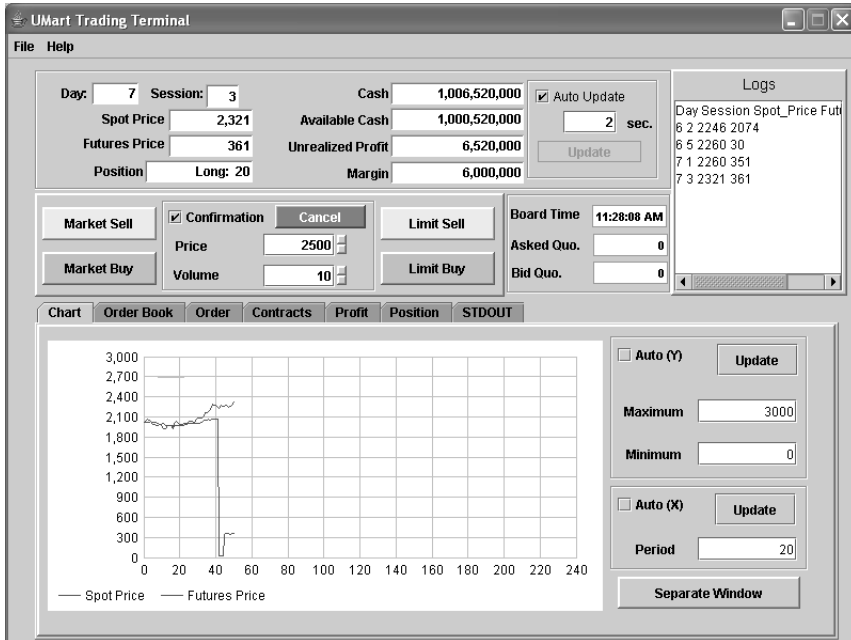 UMart Trading Terminal
File Help
Day: 7 Session: 3
Spot Price 2,321
Futures Price 361
Position Long: 20
Cash 1,006,520,000
Available Cash 1,000,520,000
Unrealized Profit 6,520,000
Margin 6,000,000
Auto Update
2 sec.
Update
Logs
Day Session Spot_Price Futu
6 2 2246 2074
6 5 2260 30
7 1 2260 351
7 3 2321 361
Market Sell
Market Buy
Confirmation Cancel
Price 2500
Volume 10
Limit Sell
Limit Buy
Board Time 11:28:08 AM
Asked Quo. 0
Bid Quo. 0
Chart Order Book Order Contracts Profit Position STDOUT
3,000
2,700
2,400
2,100
1,800
1,500
1,200
900
600
300
0
0 20 40 60 80 100 120 140 160 180 200 220 240
Spot Price Futures Price
Auto (Y) Update
Maximum 3000
Minimum 0
Auto (X) Update
Period 20
Separate Window